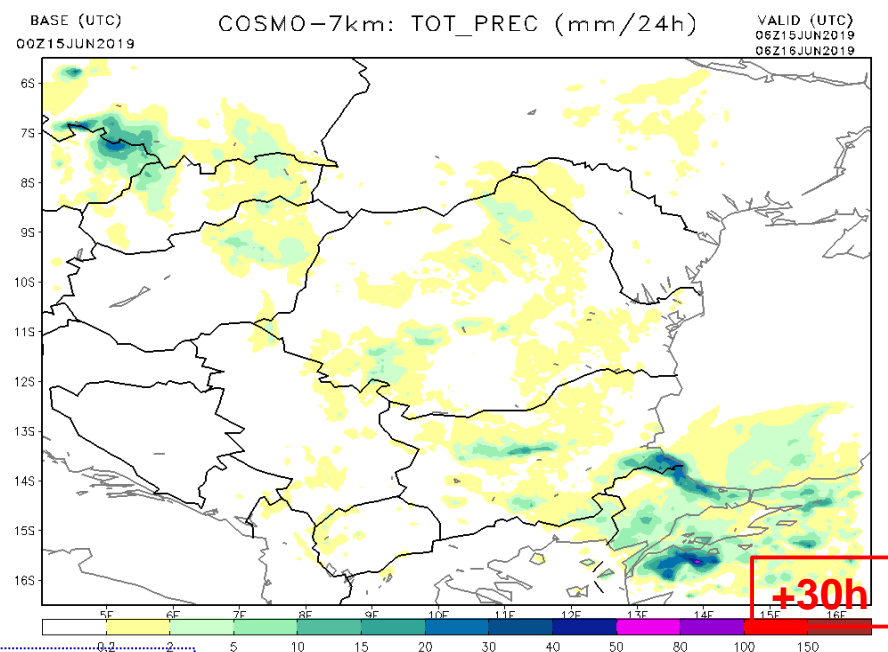 BASE (UTC)
00Z15JUN2019
COSMO−7km: TOT_PREC (mm/24h)
VALID (UTC)
06Z15JUN2019
06Z16JUN2019
6S
7S
8S
9S
10S
11S
12S
13S
14S
15S
16S
5E 6E 7E 8E 9E 10E 11E 12E 13E 14E 15E 16E
+30h
0.2 2 5 10 15 20 30 40 50 80 100 150